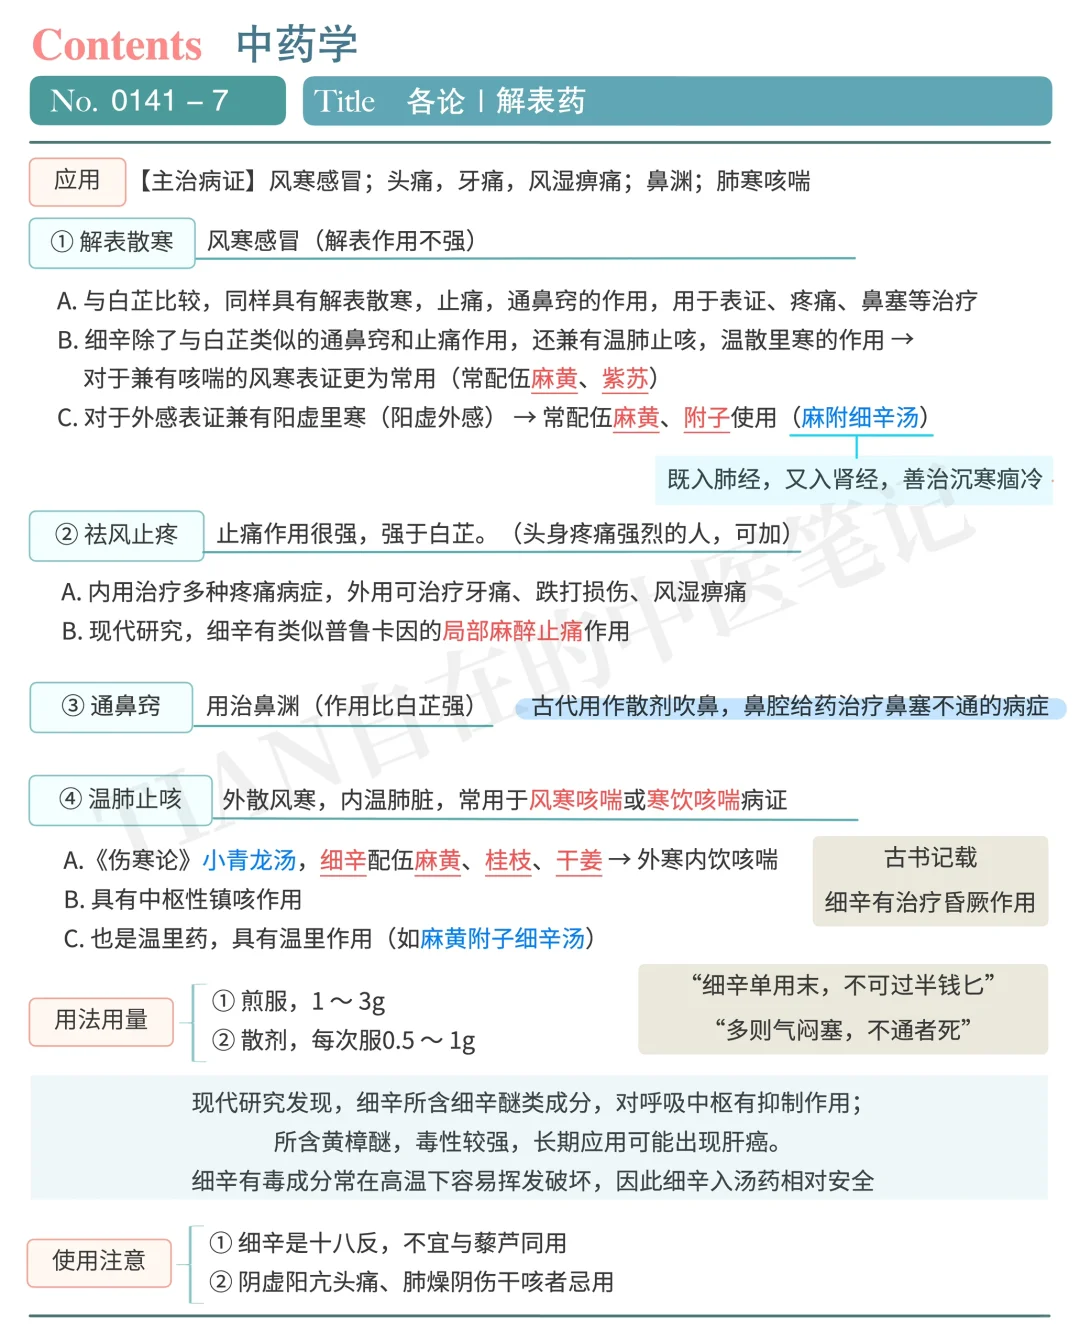 Contents 中药学
No. 0141 – 7
Title 各论 | 解表药
应用 【主治病证】风寒感冒；头痛，牙痛，风湿痹痛；鼻渊；肺寒咳喘
① 解表散寒 风寒感冒（解表作用不强）
A. 与白芷比较，同样具有解表散寒，止痛，通鼻窍的作用，用于表证、疼痛、鼻塞等治疗
B. 细辛除了与白芷类似的通鼻窍和止痛作用，还兼有温肺止咳，温散里寒的作用 →
对于兼有咳喘的风寒表证更为常用（常配伍麻黄、紫苏）
C. 对于外感表证兼有阳虚里寒（阳虚外感） → 常配伍麻黄、附子使用（麻附细辛汤）
既入肺经，又入肾经，善治沉寒痼冷
② 祛风止疼 止痛作用很强，强于白芷。（头身疼痛强烈的人，可加）
A. 内用治疗多种疼痛病症，外用可治疗牙痛、跌打损伤、风湿痹痛
B. 现代研究，细辛有类似普鲁卡因的局部麻醉止痛作用
③ 通鼻窍 用治鼻渊（作用比白芷强） 古代用作散剂吹鼻，鼻腔给药治疗鼻塞不通的病症
④ 温肺止咳 外散风寒，内温肺脏，常用于风寒咳喘或寒饮咳喘病证
A.《伤寒论》小青龙汤，细辛配伍麻黄、桂枝、干姜 → 外寒内饮咳喘
B. 具有中枢性镇咳作用
C. 也是温里药，具有温里作用（如麻黄附子细辛汤）
古书记载
细辛有治疗昏厥作用
用法用量
① 煎服，1 ～ 3g
② 散剂，每次服0.5 ～ 1g
“细辛单用末，不可过半钱匕”
“多则气闷塞，不通者死”
现代研究发现，细辛所含细辛醚类成分，对呼吸中枢有抑制作用；
所含黄樟醚，毒性较强，长期应用可能出现肝癌。
细辛有毒成分常在高温下容易挥发破坏，因此细辛入汤药相对安全
使用注意
① 细辛是十八反，不宜与藜芦同用
② 阴虚阳亢头痛、肺燥阴伤干咳者忌用
TIAN自在的中医笔记